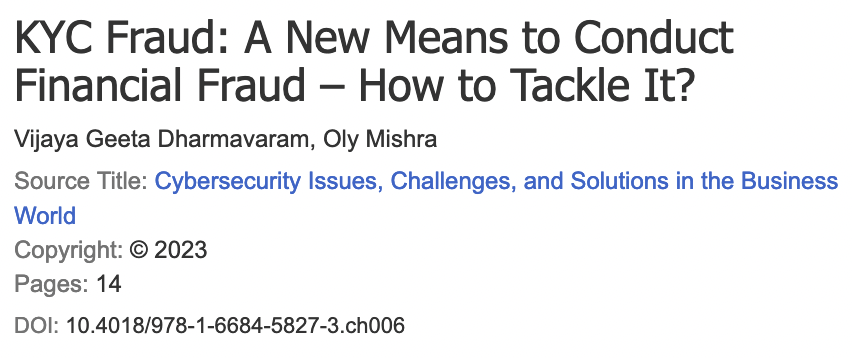 KYC Fraud: A New Means to Conduct
Financial Fraud – How to Tackle It?
Vijaya Geeta Dharmavaram, Oly Mishra
Source Title: Cybersecurity Issues, Challenges, and Solutions in the Business
World
Copyright: © 2023
Pages: 14
DOI: 10.4018/978-1-6684-5827-3.ch006